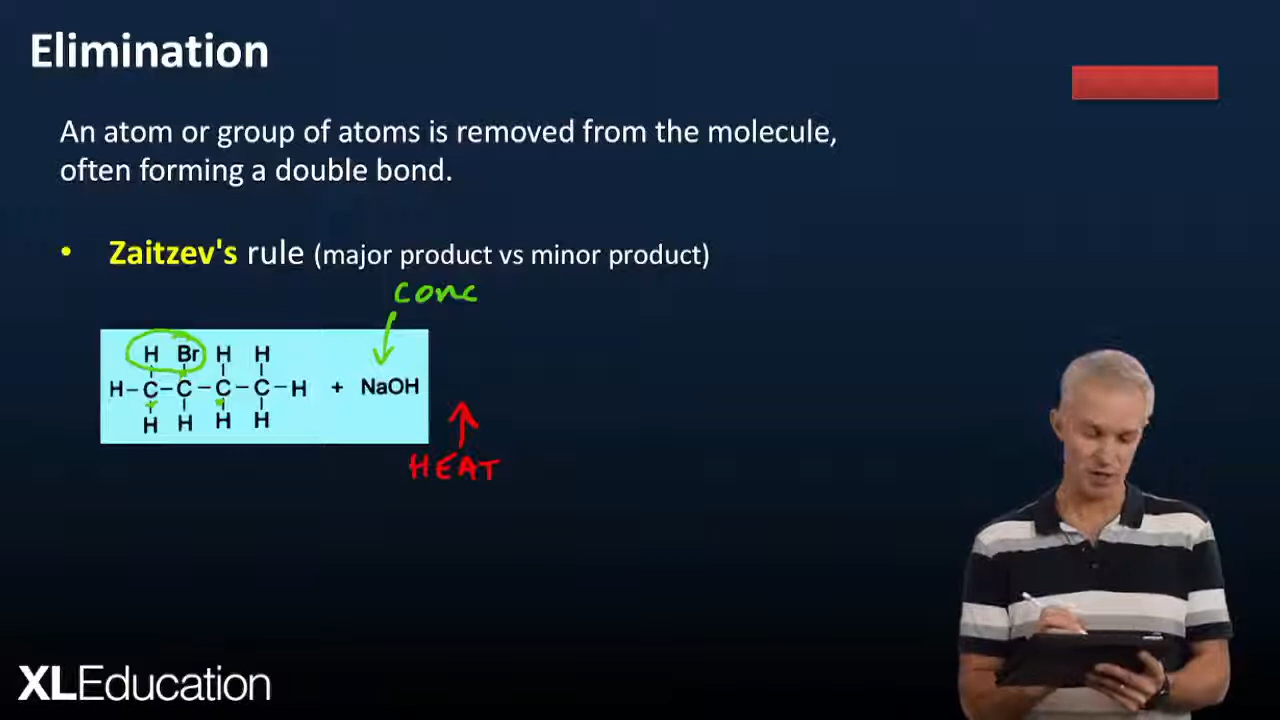 Elimination
An atom or group of atoms is removed from the molecule,
often forming a double bond.
• Zaitzev's rule (major product vs minor product)
conc
H Br H H
H-C-C-C-C-H + NaOH
H H H H
HEAT
XLEducation